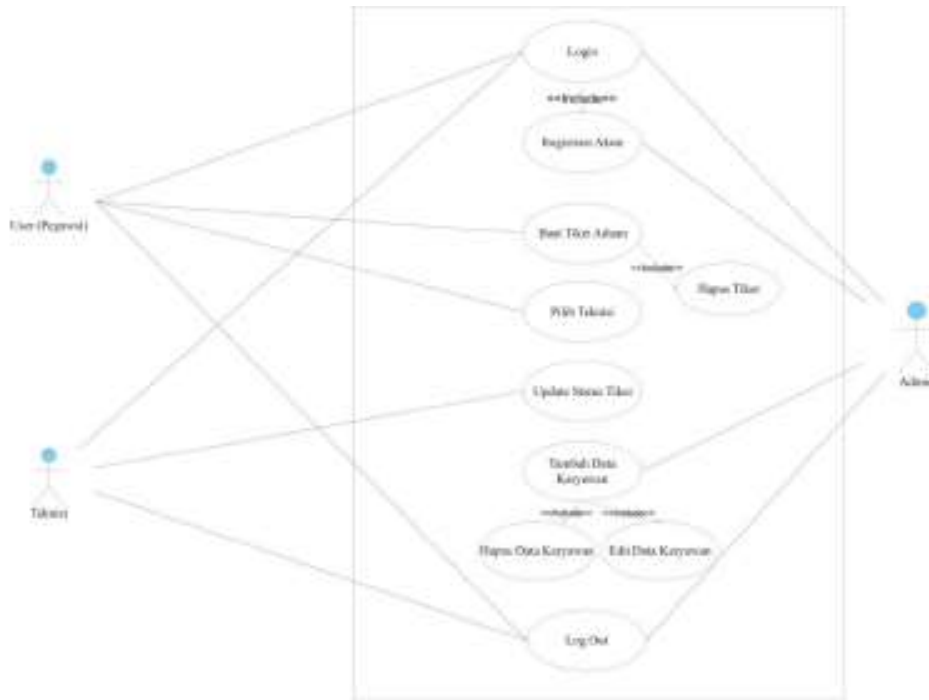 Login
<<Include>>
Registrasi Akun
User (Pegawai)
Buat Tiket Aduan
<<Include>>
Hapus Tiket
Pilih Teknisi
Admin
Update Status Tiket
Tambah Data
Karyawan
Teknisi
<<Include>>
<<Include>>
Hapus Data Karyawan
Edit Data Karyawan
Log Out